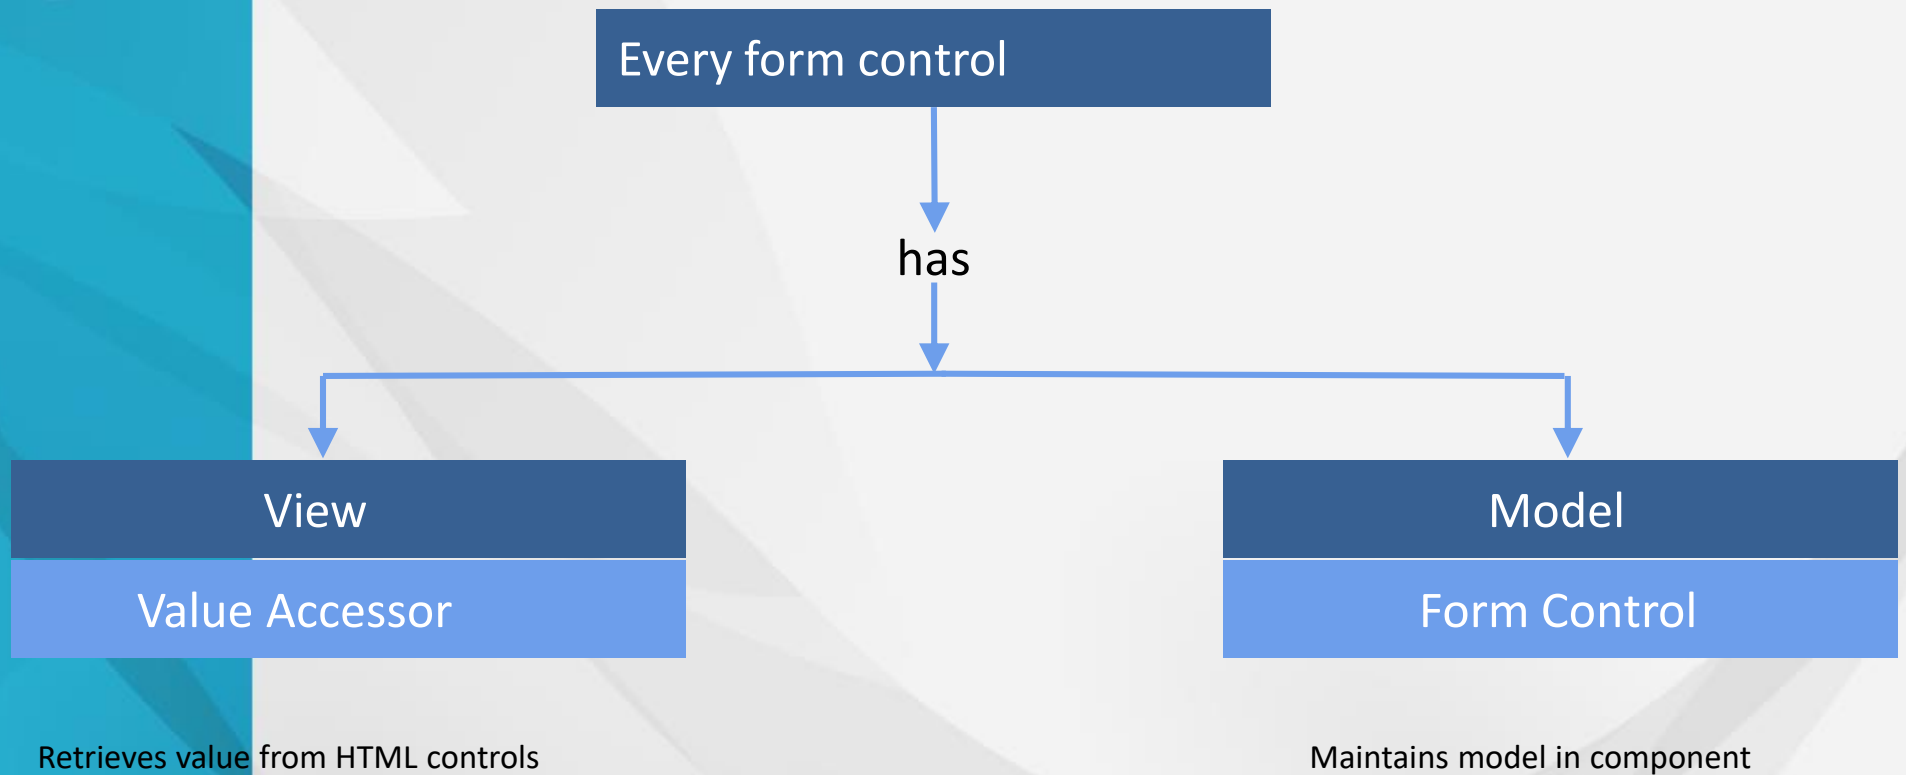 Every form control
has
View
Model
Value Accessor
Form Control
Retrieves value from HTML controls
Maintains model in component